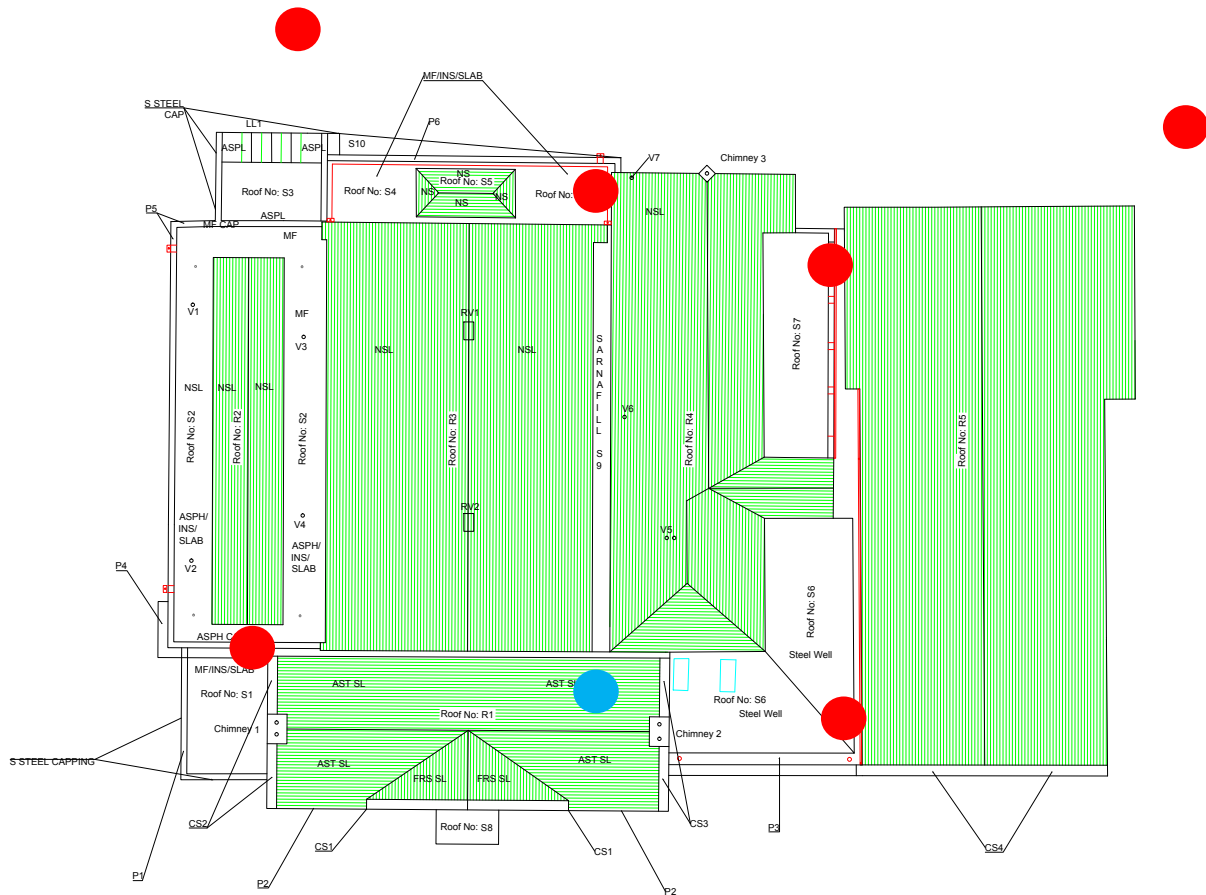 MF/INS/SLAB
S STEEL
CAP
LL1
P6
S10
ASPL
ASPL
V7
Chimney 3
NS
Roof No: S5
NS
NS
NS
Roof No: S3
Roof No: S4
Roof No:
P5
ASPL
MF CAP
MF
NSL
V1
MF
V3
RV1
SARNAFILL S9
Roof No: S7
NSL
NSL
NSL
NSL
NSL
V6
Roof No: S2
Roof No: R2
Roof No: S2
Roof No: R3
Roof No: R4
Roof No: R5
RV2
ASPH/
INS/
SLAB
V4
ASPH/
INS/
SLAB
V5
V2
P4
Roof No: S6
ASPH
Steel Well
MF/INS/SLAB
Roof No: S1
AST SL
AST
Roof No: S6
Steel Well
Roof No: R1
Chimney 1
Chimney 2
S STEEL CAPPING
AST SL
AST SL
FRS SL
FRS SL
CS2
Roof No: S8
CS3
P3
CS1
CS1
CS4
P1
P2
P2